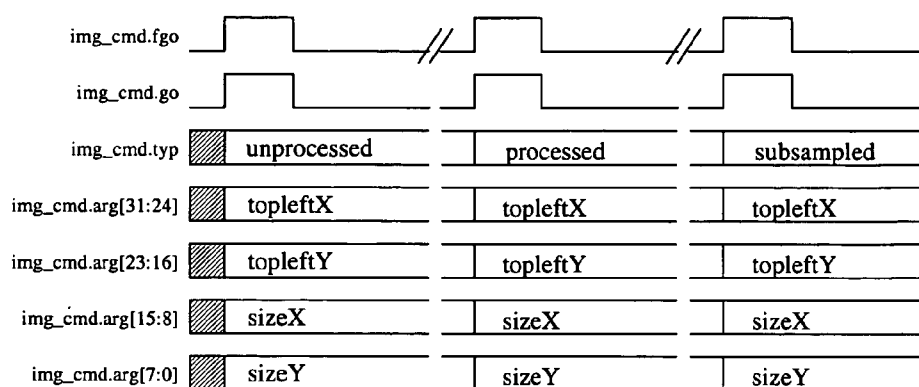 img_cmd.fgo
img_cmd.go
img_cmd.typ unprocessed processed subsampled
img_cmd.arg[31:24] topleftX topleftX topleftX
img_cmd.arg[23:16] topleftY topleftY topleftY
img_cmd.arg[15:8] sizeX sizeX sizeX
img_cmd.arg[7:0] sizeY sizeY sizeY